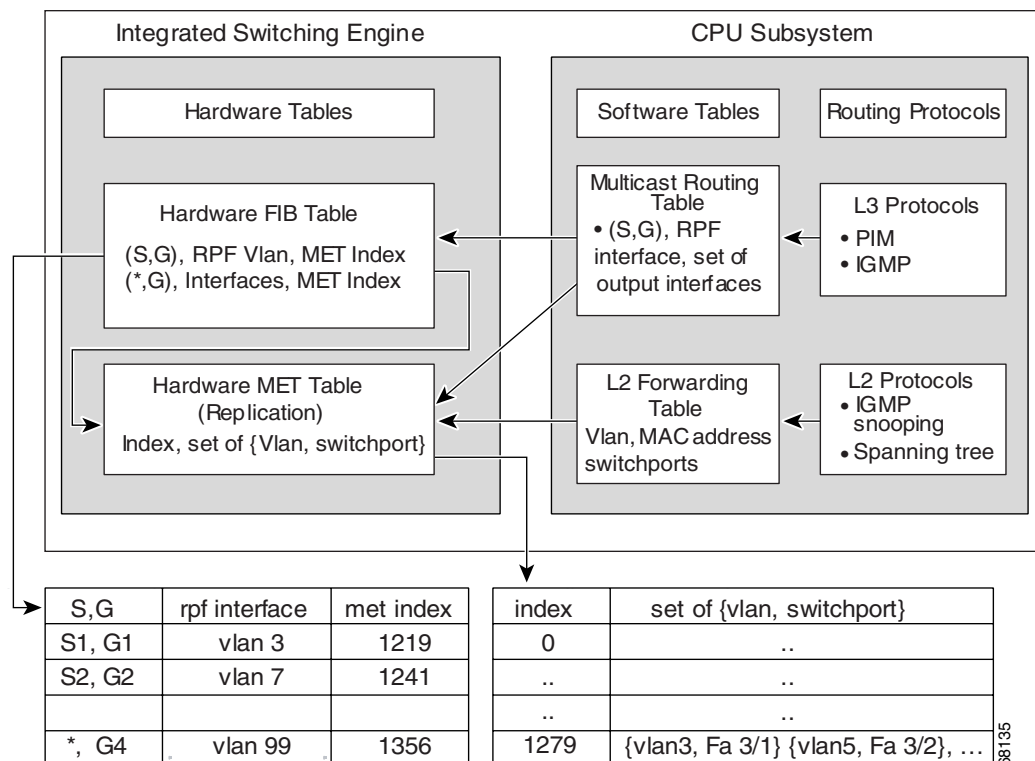 Integrated Switching Engine
CPU Subsystem
Hardware Tables
Software Tables
Routing Protocols
Hardware FIB Table
(S,G), RPF Vlan, MET Index
(*,G), Interfaces, MET Index
Multicast Routing
Table
• (S,G), RPF
interface, set of
output interfaces
L3 Protocols
• PIM
• IGMP
Hardware MET Table
(Replication)
Index, set of {Vlan, switchport}
L2 Forwarding
Table
Vlan, MAC address
switchports
L2 Protocols
• IGMP
snooping
• Spanning tree
S,G rpf interface met index
S1, G1 vlan 3 1219
S2, G2 vlan 7 1241
*, G4 vlan 99 1356
index set of {vlan, switchport}
0 ..
.. ..
.. ..
1279 {vlan3, Fa 3/1} {vlan5, Fa 3/2}, ...